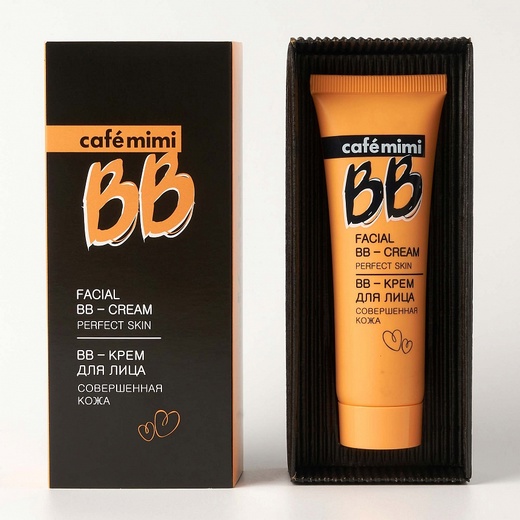 café mimi
BB
FACIAL
BB – CREAM
PERFECT SKIN
BB – КРЕМ
ДЛЯ ЛИЦА
СОВЕРШЕННАЯ
КОЖА
café mimi
BB
FACIAL
BB – CREAM
PERFECT SKIN
BB – КРЕМ
ДЛЯ ЛИЦА
СОВЕРШЕННАЯ
КОЖА